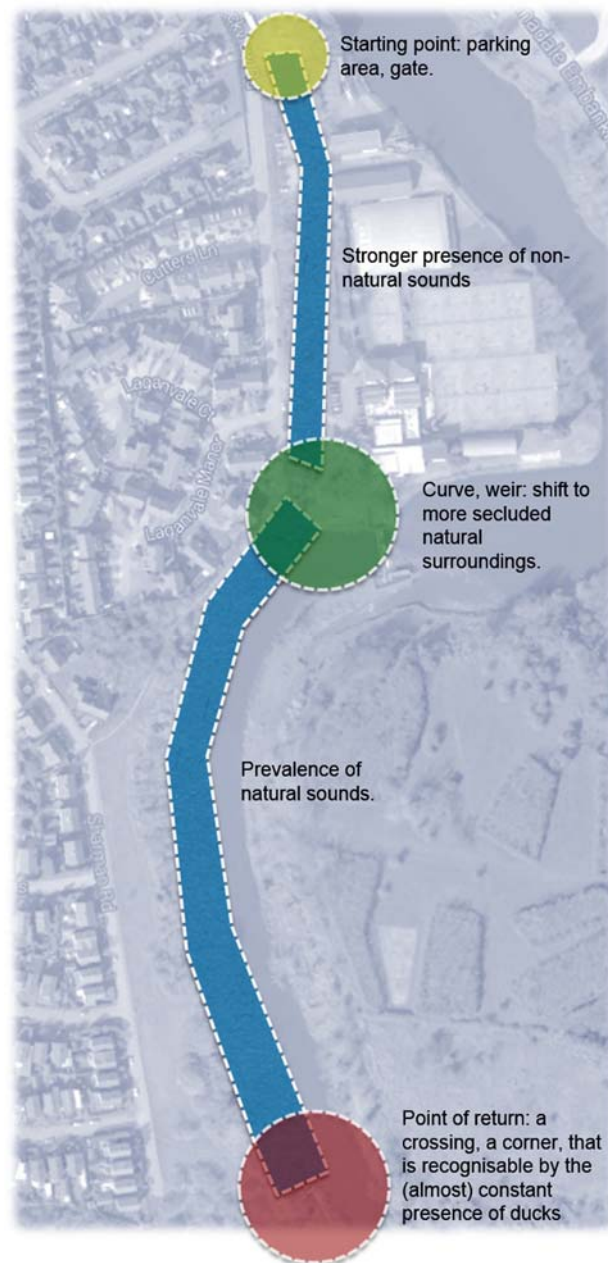 Starting point: parking
area, gate.
Stronger presence of non-
natural sounds
Cutters Ln
Laganvale Ct
Laganvale Manor
Curve, weir: shift to
more secluded
natural
surroundings.
Prevalence of
natural sounds.
Point of return: a
crossing, a corner, that
is recognisable by the
(almost) constant
presence of ducks